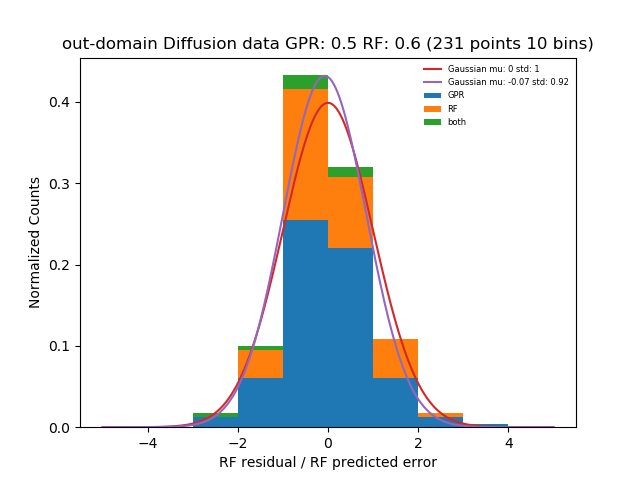 out-domain Diffusion data GPR: 0.5 RF: 0.6 (231 points 10 bins)
Gaussian mu: 0 std: 1
Gaussian mu: -0.07 std: 0.92
GPR
RF
both
Normalized Counts
0.4
0.3
0.2
0.1
0.0
−4 −2 0 2 4
RF residual / RF predicted error